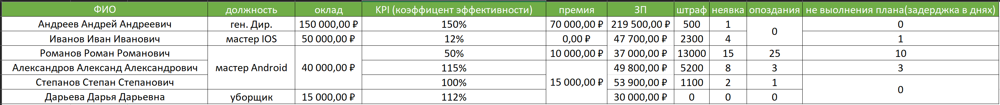 ФИО должность оклад KPI (коэффицент эффективности) премия ЗП штраф неявка опоздания не выолнения плана(задерджка в днях)
Андреев Андрей Андреевич ген. Дир. 150 000,00 ₽ 150% 70 000,00 ₽ 219 500,00 ₽ 500 1 0 0
Иванов Иван Иванович мастер IOS 50 000,00 ₽ 12% 0,00 ₽ 47 700,00 ₽ 2300 4 1
Романов Роман Романович 50% 10 000,00 ₽ 37 000,00 ₽ 13000 15 25 10
Александров Александ Александрович мастер Android 40 000,00 ₽ 115% 49 800,00 ₽ 5200 8 3 3
Степанов Степан Степанович 100% 15 000,00 ₽ 53 900,00 ₽ 1100 2 1 0
Дарьева Дарья Дарьевна уборщик 15 000,00 ₽ 112% 30 000,00 ₽ 0 0 0